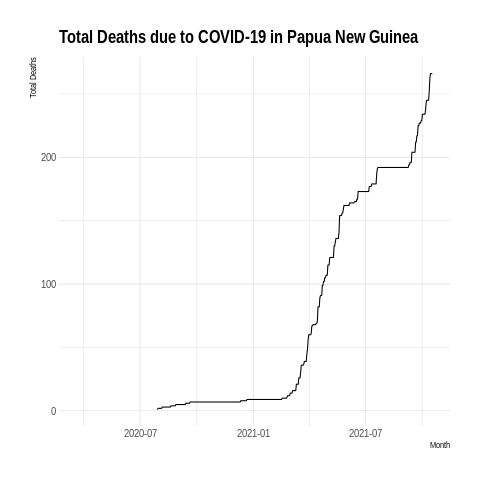 Total Deaths due to COVID-19 in Papua New Guinea
Total Deaths
200
100
0
2020-07
2021-01
2021-07
Month